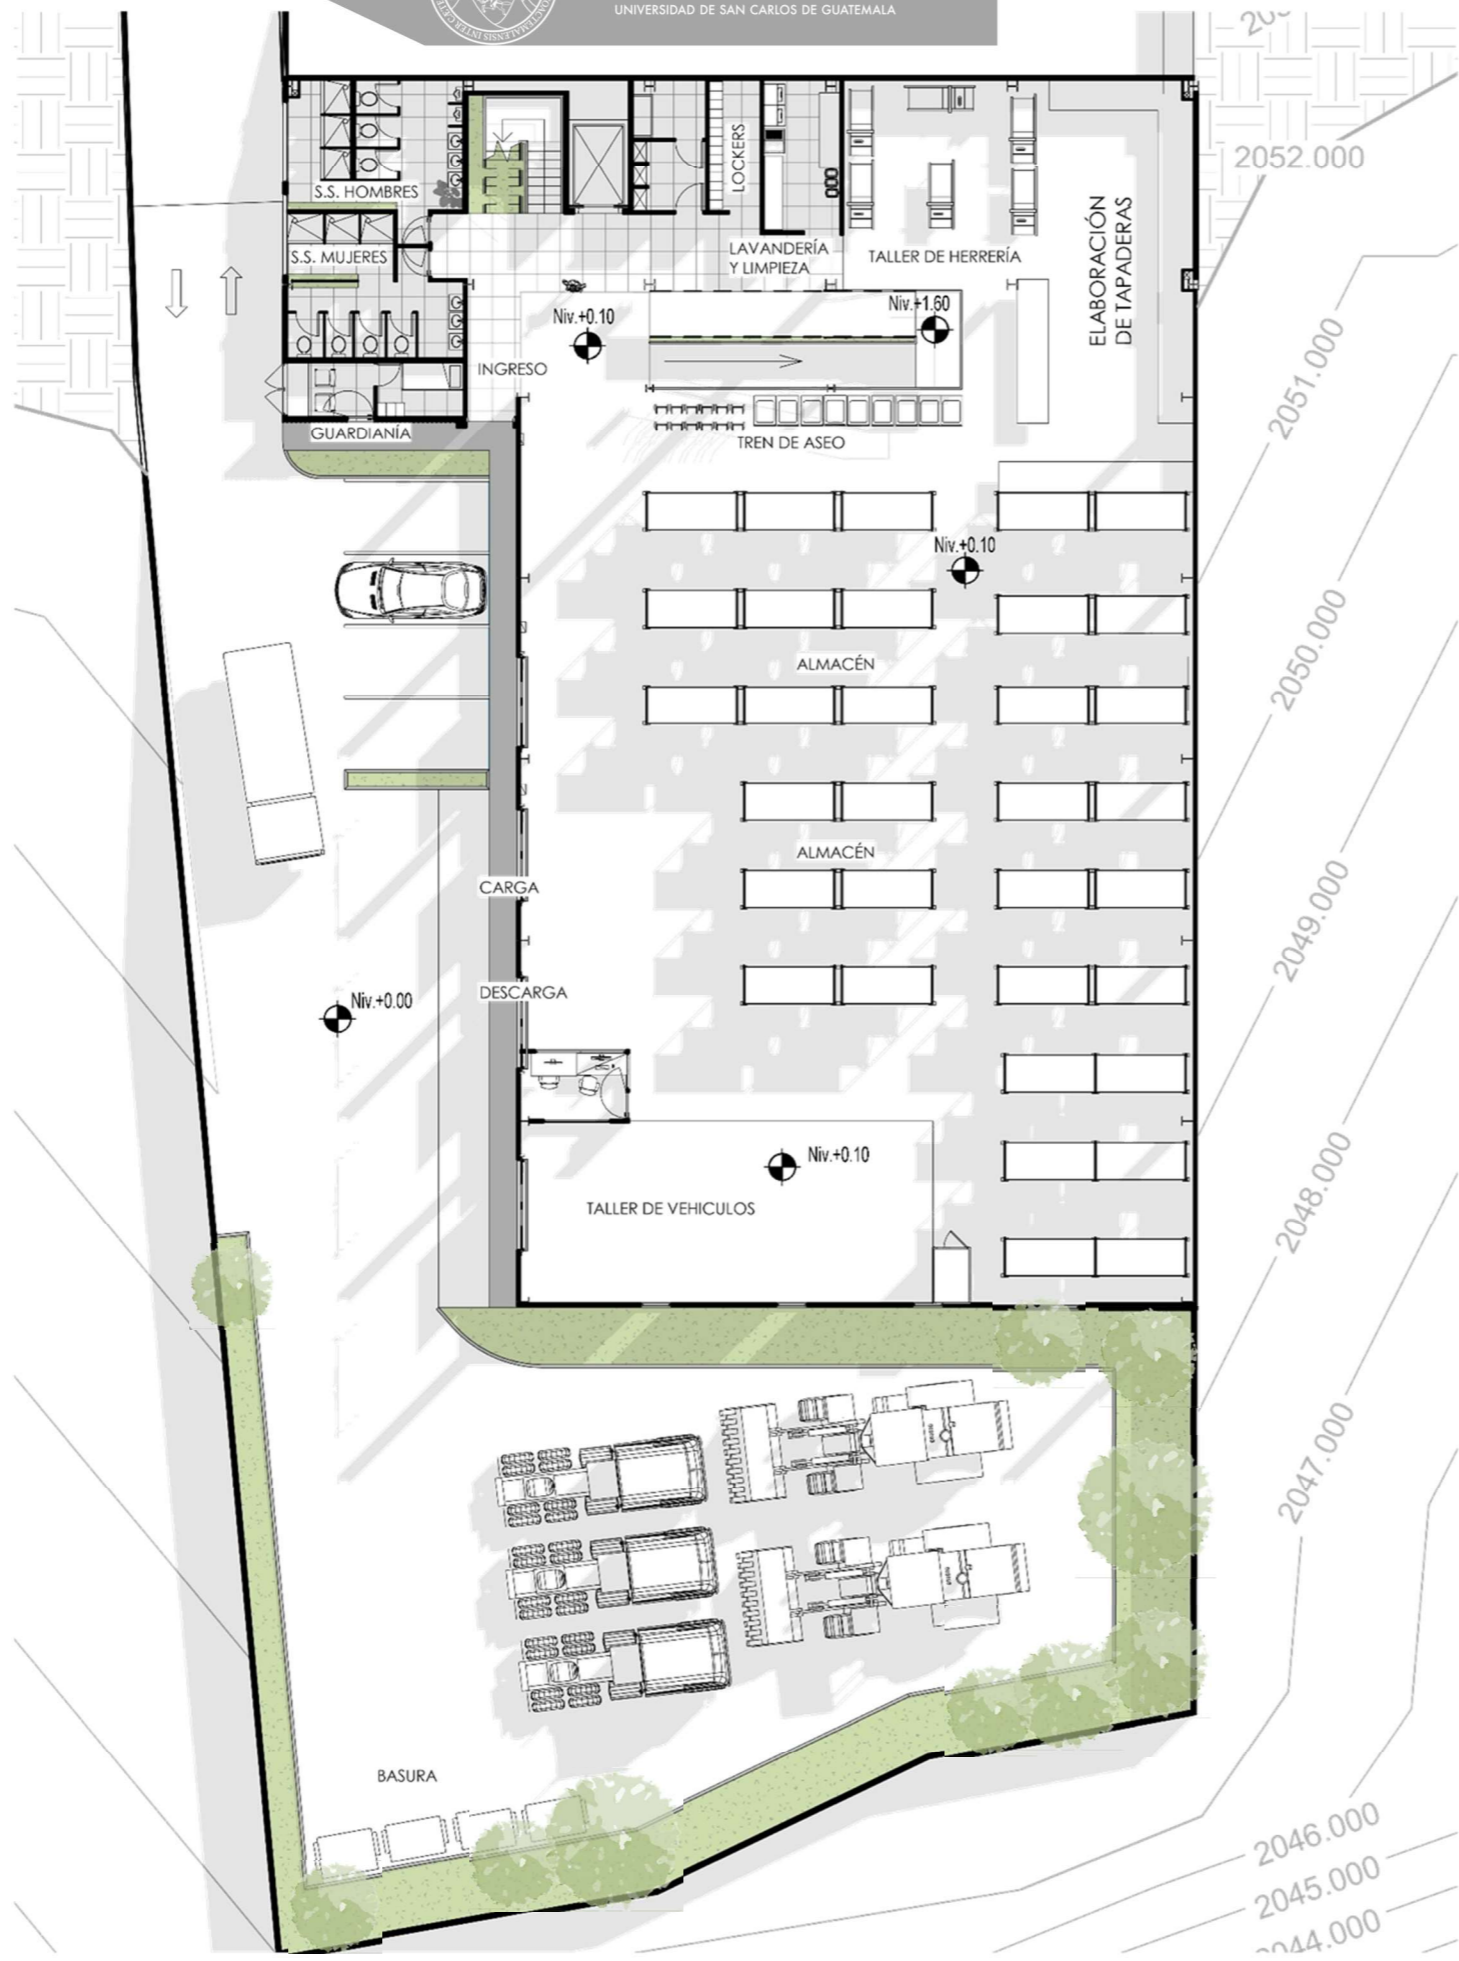 UNIVERSIDAD DE SAN CARLOS DE GUATEMALA
2052.000
LOCKERS
S.S. HOMBRES
S.S. MUJERES
LAVANDERÍA
Y LIMPIEZA
TALLER DE HERRERÍA
ELABORACIÓN
DE TAPADERAS
Niv.+0.10
Niv.+1.60
INGRESO
2051.000
GUARDIANÍA
TREN DE ASEO
Niv.+0.10
2050.000
ALMACÉN
ALMACÉN
CARGA
2049.000
DESCARGA
Niv.+0.00
Niv.+0.10
2048.000
TALLER DE VEHICULOS
2047.000
BASURA
2046.000
2045.000
2044.000